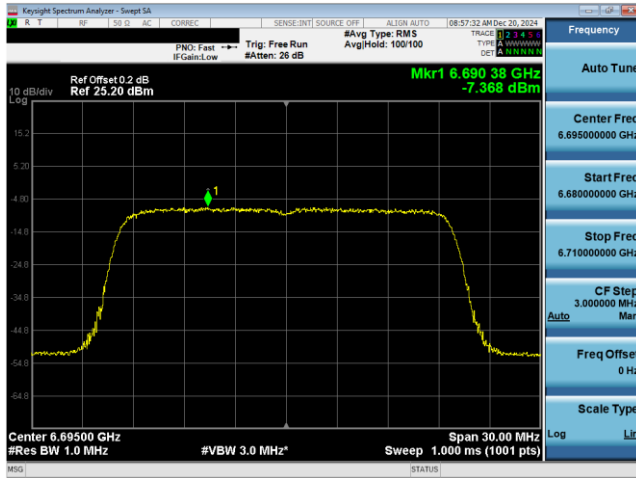 Keysight Spectrum Analyzer - Swept SA
R T RF 50 Ω AC CORREC SENSE:INT SOURCE OFF ALIGN AUTO 08:57:32 AM Dec 20, 2024
PNO: Fast
IFGain:Low
Trig: Free Run
#Atten: 26 dB
#Avg Type: RMS
Avg|Hold: 100/100
TRACE 1 2 3 4 5 6
TYPE A WWWWW
DET A N N N N N
Ref Offset 0.2 dB
10 dB/div Ref 25.20 dBm
Log
Mkr1 6.690 38 GHz
-7.368 dBm
15.2
5.20
-4.80
-14.8
-24.8
-34.8
-44.8
-54.8
-64.8
1
Center 6.69500 GHz
#Res BW 1.0 MHz
#VBW 3.0 MHz*
Span 30.00 MHz
Sweep 1.000 ms (1001 pts)
MSG
STATUS
Frequency
Auto Tune
Center Freq
6.695000000 GHz
Start Freq
6.680000000 GHz
Stop Freq
6.710000000 GHz
CF Step
3.000000 MHz
Auto Man
Freq Offset
0 Hz
Scale Type
Log Lin